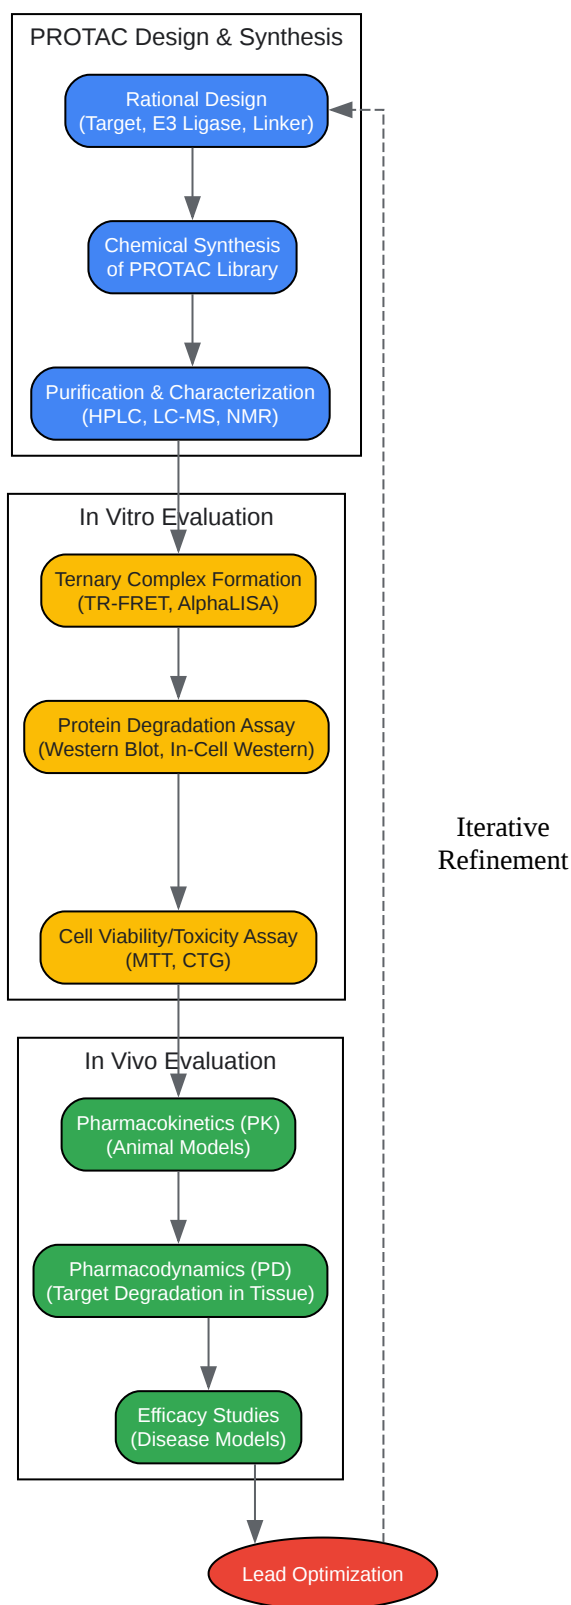 PROTAC Design & Synthesis
Rational Design
(Target, E3 Ligase, Linker)
Chemical Synthesis
of PROTAC Library
Purification & Characterization
(HPLC, LC-MS, NMR)
In Vitro Evaluation
Ternary Complex Formation
(TR-FRET, AlphaLISA)
Protein Degradation Assay
(Western Blot, In-Cell Western)
Iterative
Refinement
Cell Viability/Toxicity Assay
(MTT, CTG)
In Vivo Evaluation
Pharmacokinetics (PK)
(Animal Models)
Pharmacodynamics (PD)
(Target Degradation in Tissue)
Efficacy Studies
(Disease Models)
Lead Optimization